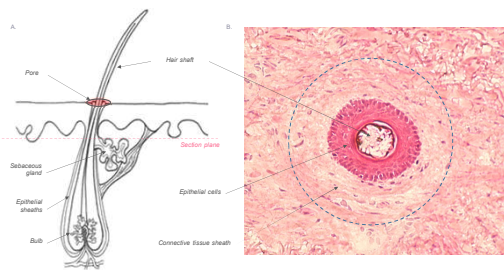 A.
B.
Hair shaft
Pore
Section plane
Sebaceous
gland
Epithelial cells
Epithelial
sheaths
Bulb
Connective tissue sheath